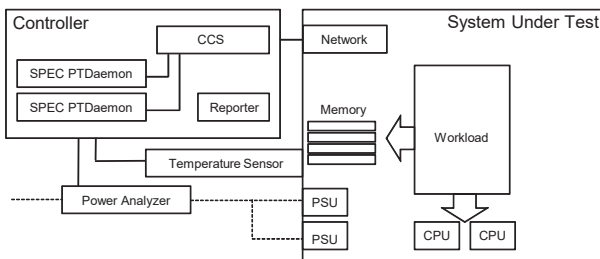 Controller
System Under Test
CCS
Network
SPEC PTDaemon
SPEC PTDaemon
Reporter
Memory
Workload
Temperature Sensor
Power Analyzer
PSU
PSU
CPU
CPU